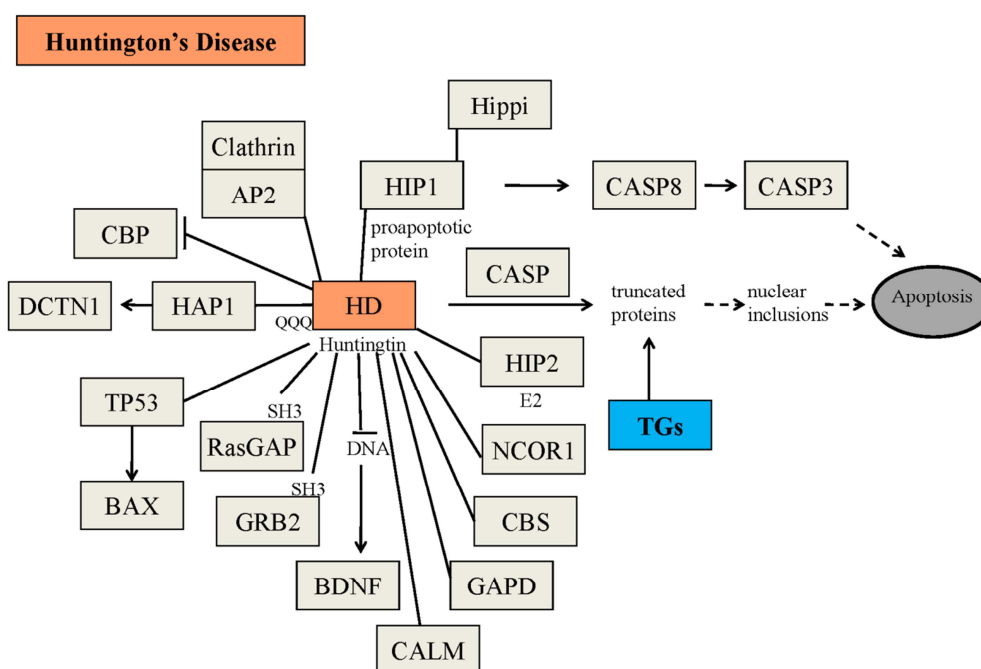 Huntington's Disease
Hippi
Clathrin
AP2
HIP1
CASP8
CASP3
proapoptotic
protein
CBP
CASP
DCTN1
HAP1
HD
QQQ
Huntingtin
truncated
proteins
nuclear
inclusions
Apoptosis
HIP2
E2
TP53
SH3
RasGAP
DNA
NCOR1
TGs
BAX
SH3
GRB2
CBS
BDNF
GAPD
CALM